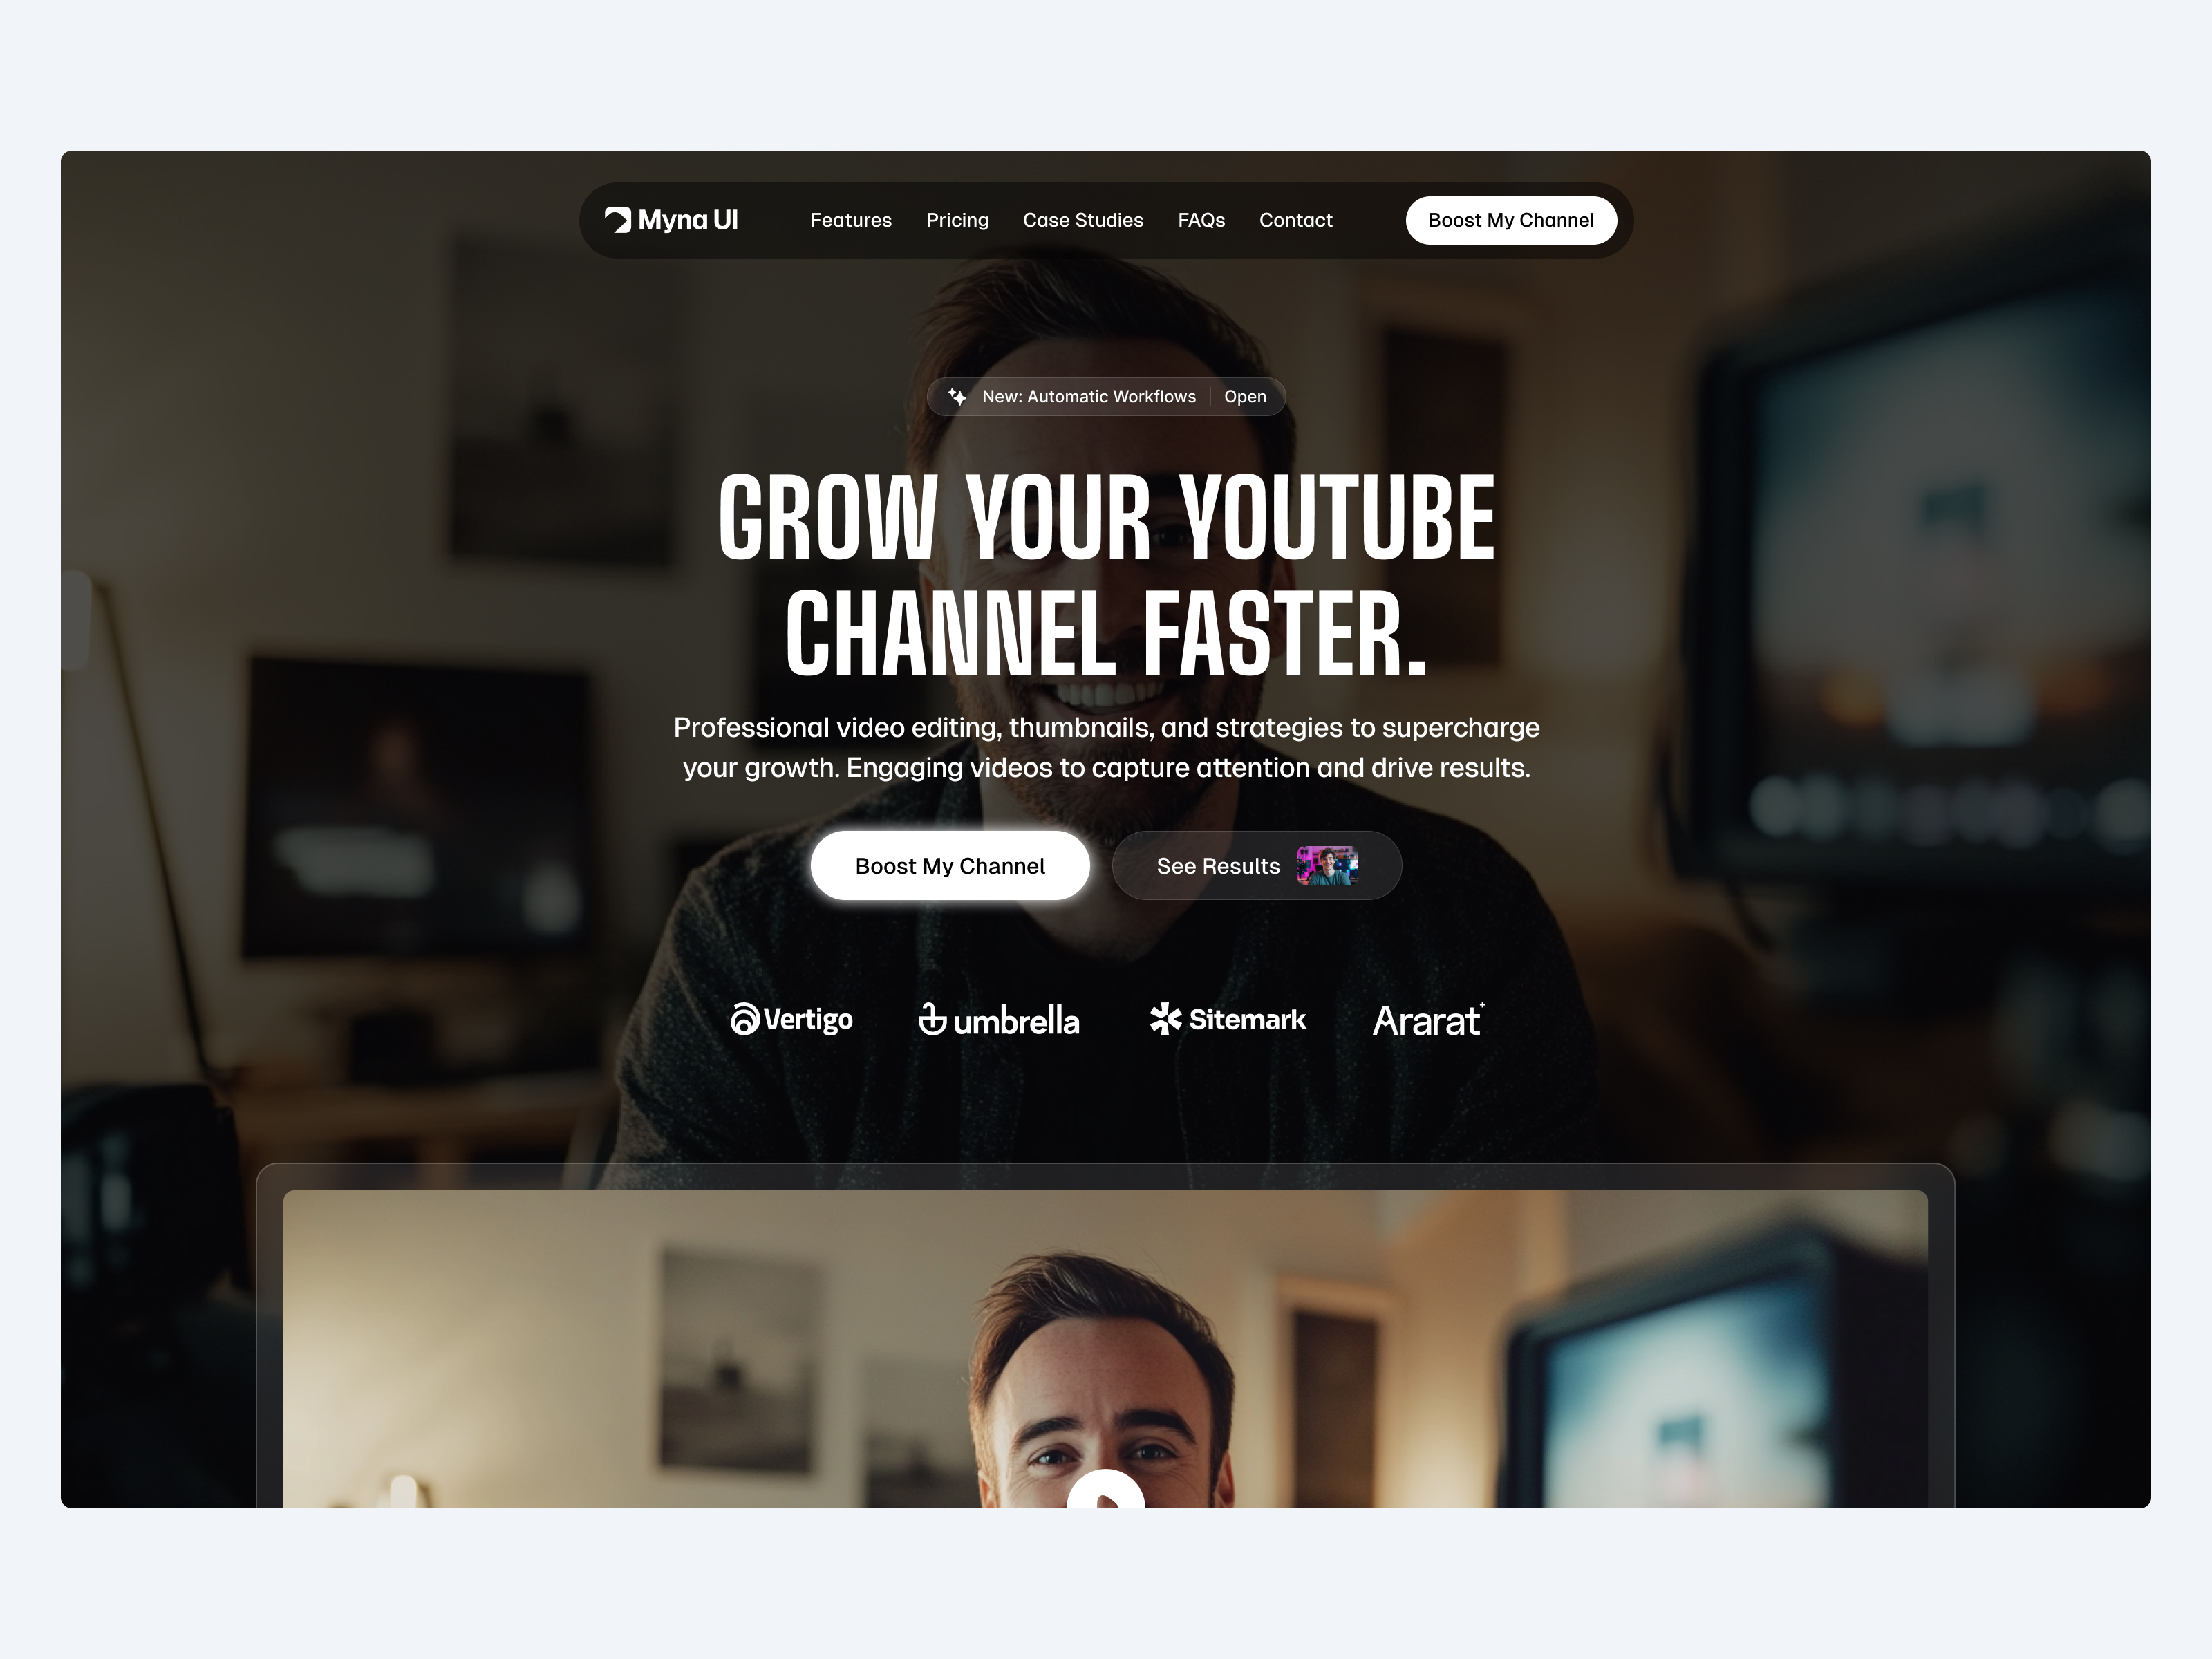 Myna UI
Features
Pricing
Case Studies
FAQs
Contact
Boost My Channel
New: Automatic Workflows
Open
GROW YOUR YOUTUBE
CHANNEL FASTER.
Professional video editing, thumbnails, and strategies to supercharge
your growth. Engaging videos to capture attention and drive results.
Boost My Channel
See Results
Vertigo
umbrella
Sitemark
Ararat